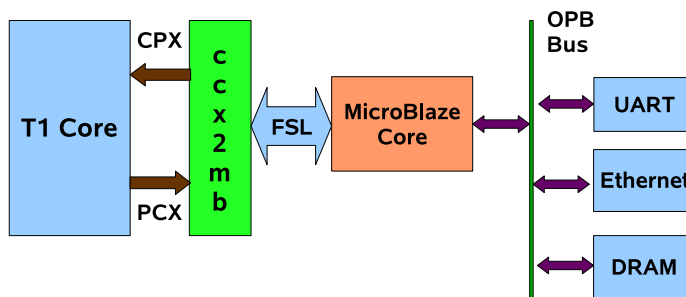 CPX
T1 Core
PCX
c
c
x
2
m
b
FSL
MicroBlaze
Core
OPB
Bus
UART
Ethernet
DRAM